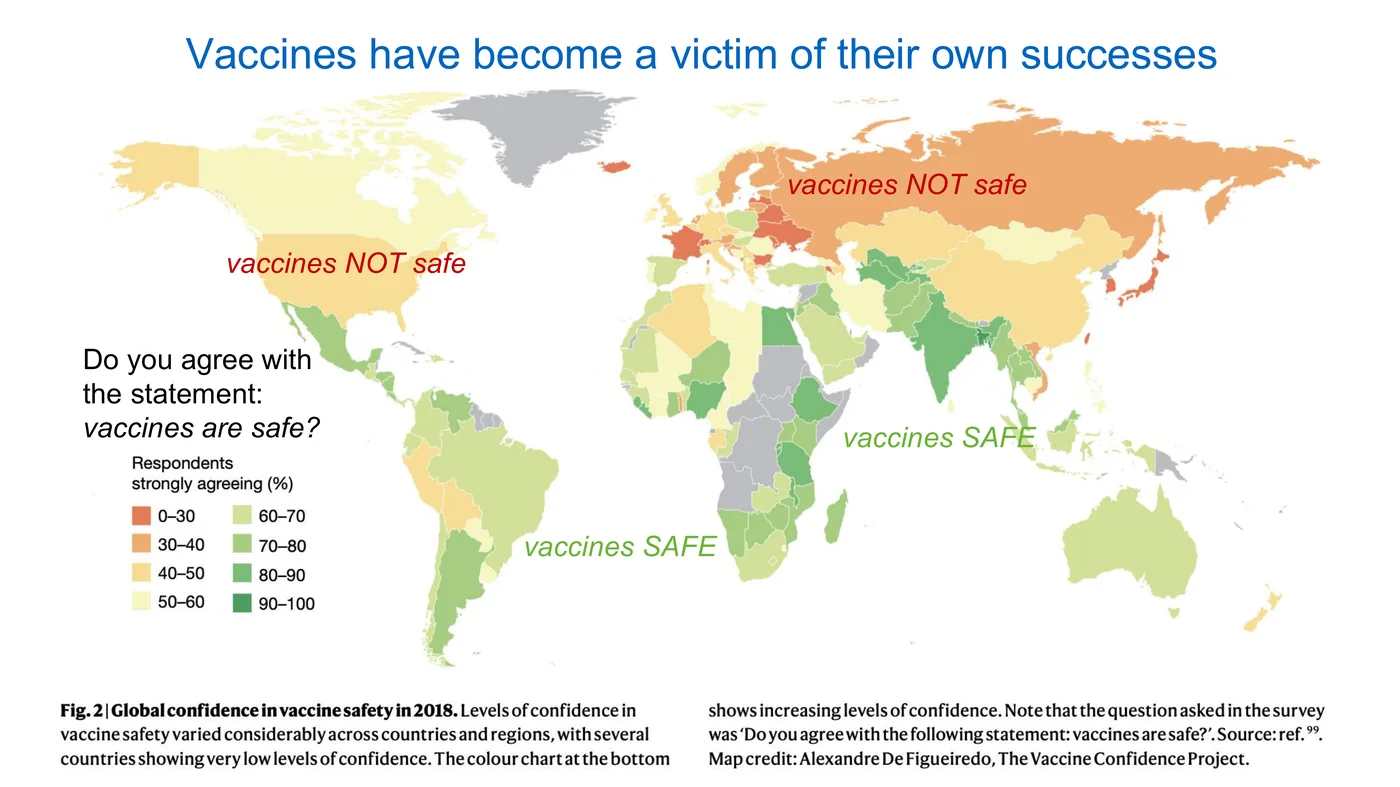 Vaccines have become a victim of their own successes
vaccines NOT safe
vaccines NOT safe
Do you agree with
the statement:
vaccines are safe?
vaccines SAFE
vaccines SAFE
Respondents
strongly agreeing (%)
0–30
30–40
40–50
50–60
60–70
70–80
80–90
90–100
Fig. 2 | Global confidence in vaccine safety in 2018. Levels of confidence in
vaccine safety varied considerably across countries and regions, with several
countries showing very low levels of confidence. The colour chart at the bottom
shows increasing levels of confidence. Note that the question asked in the survey
was ‘Do you agree with the following statement: vaccines are safe?’. Source: ref. 99.
Map credit: Alexandre De Figueiredo, The Vaccine Confidence Project.